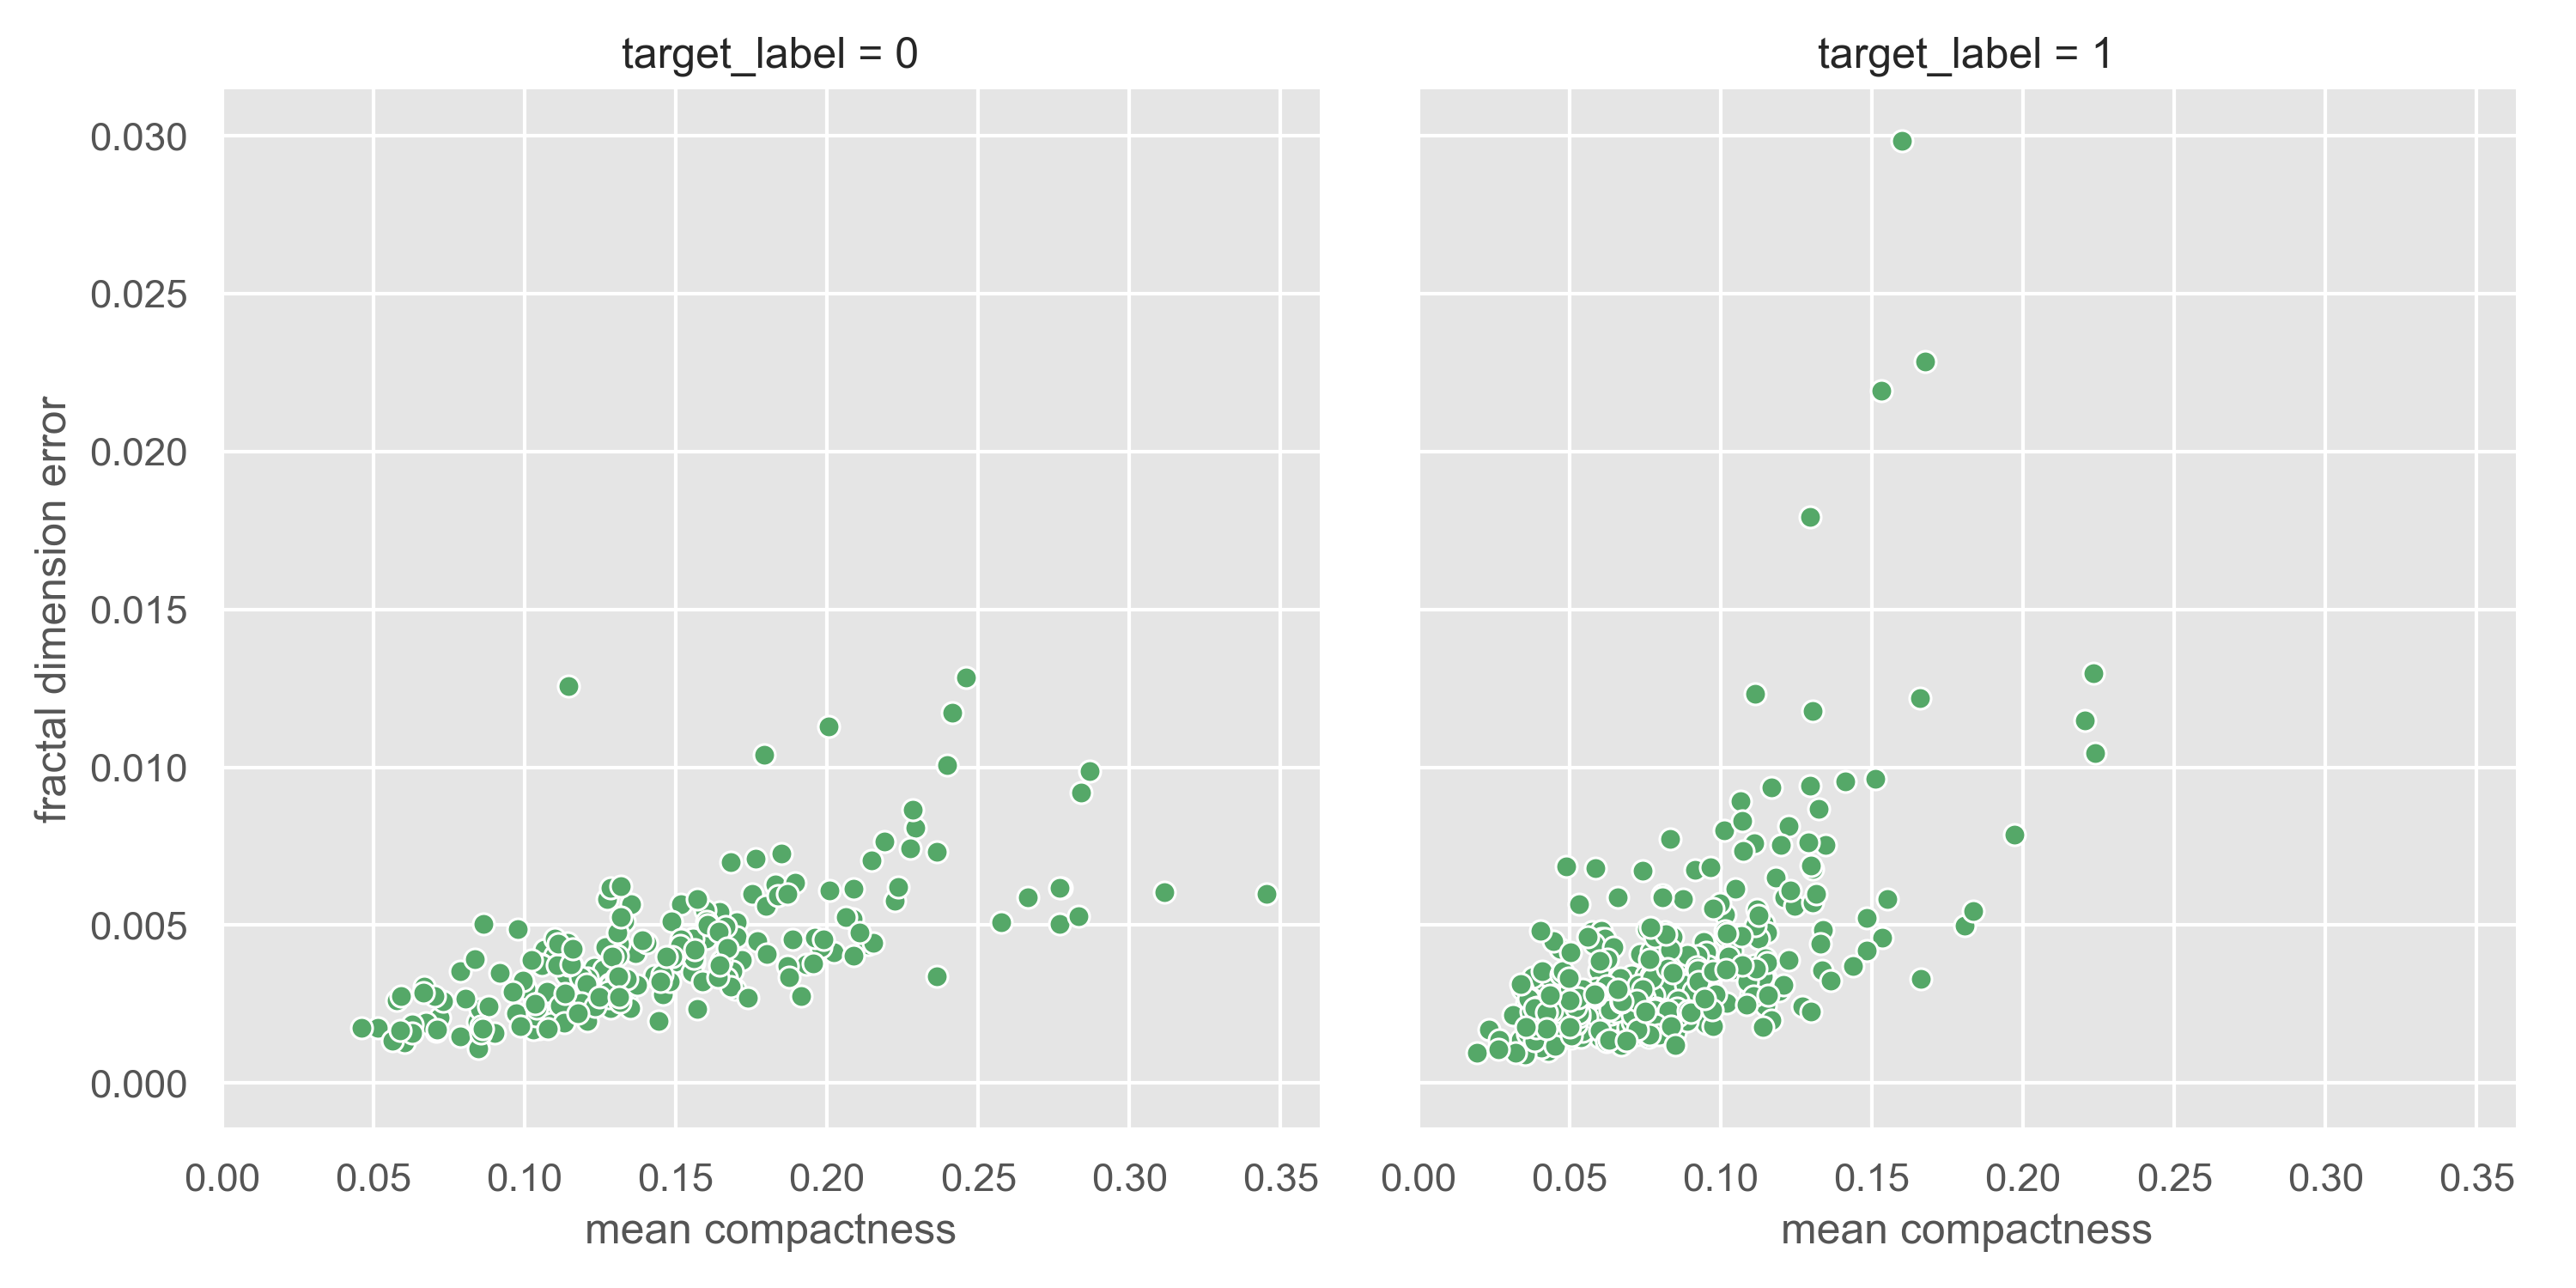 target_label = 0
target_label = 1
fractal dimension error
0.030
0.025
0.020
0.015
0.010
0.005
0.000
0.00 0.05 0.10 0.15 0.20 0.25 0.30 0.35
0.00 0.05 0.10 0.15 0.20 0.25 0.30 0.35
mean compactness
mean compactness